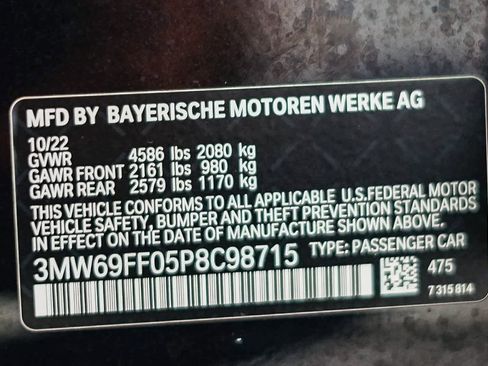 MFD BY BAYERISCHE MOTOREN WERKE AG
10/22
GVWR 4586 lbs 2080 kg
GAWR FRONT 2161 lbs 980 kg
GAWR REAR 2579 lbs 1170 kg
THIS VEHICLE CONFORMS TO ALL APPLICABLE U.S.FEDERAL MOTOR
VEHICLE SAFETY, BUMPER AND THEFT PREVENTION STANDARDS
IN EFFECT ON THE DATE OF MANUFACTURE SHOWN ABOVE.
3MW69FF05P8C98715 TYPE: PASSENGER CAR
475
7 315 814